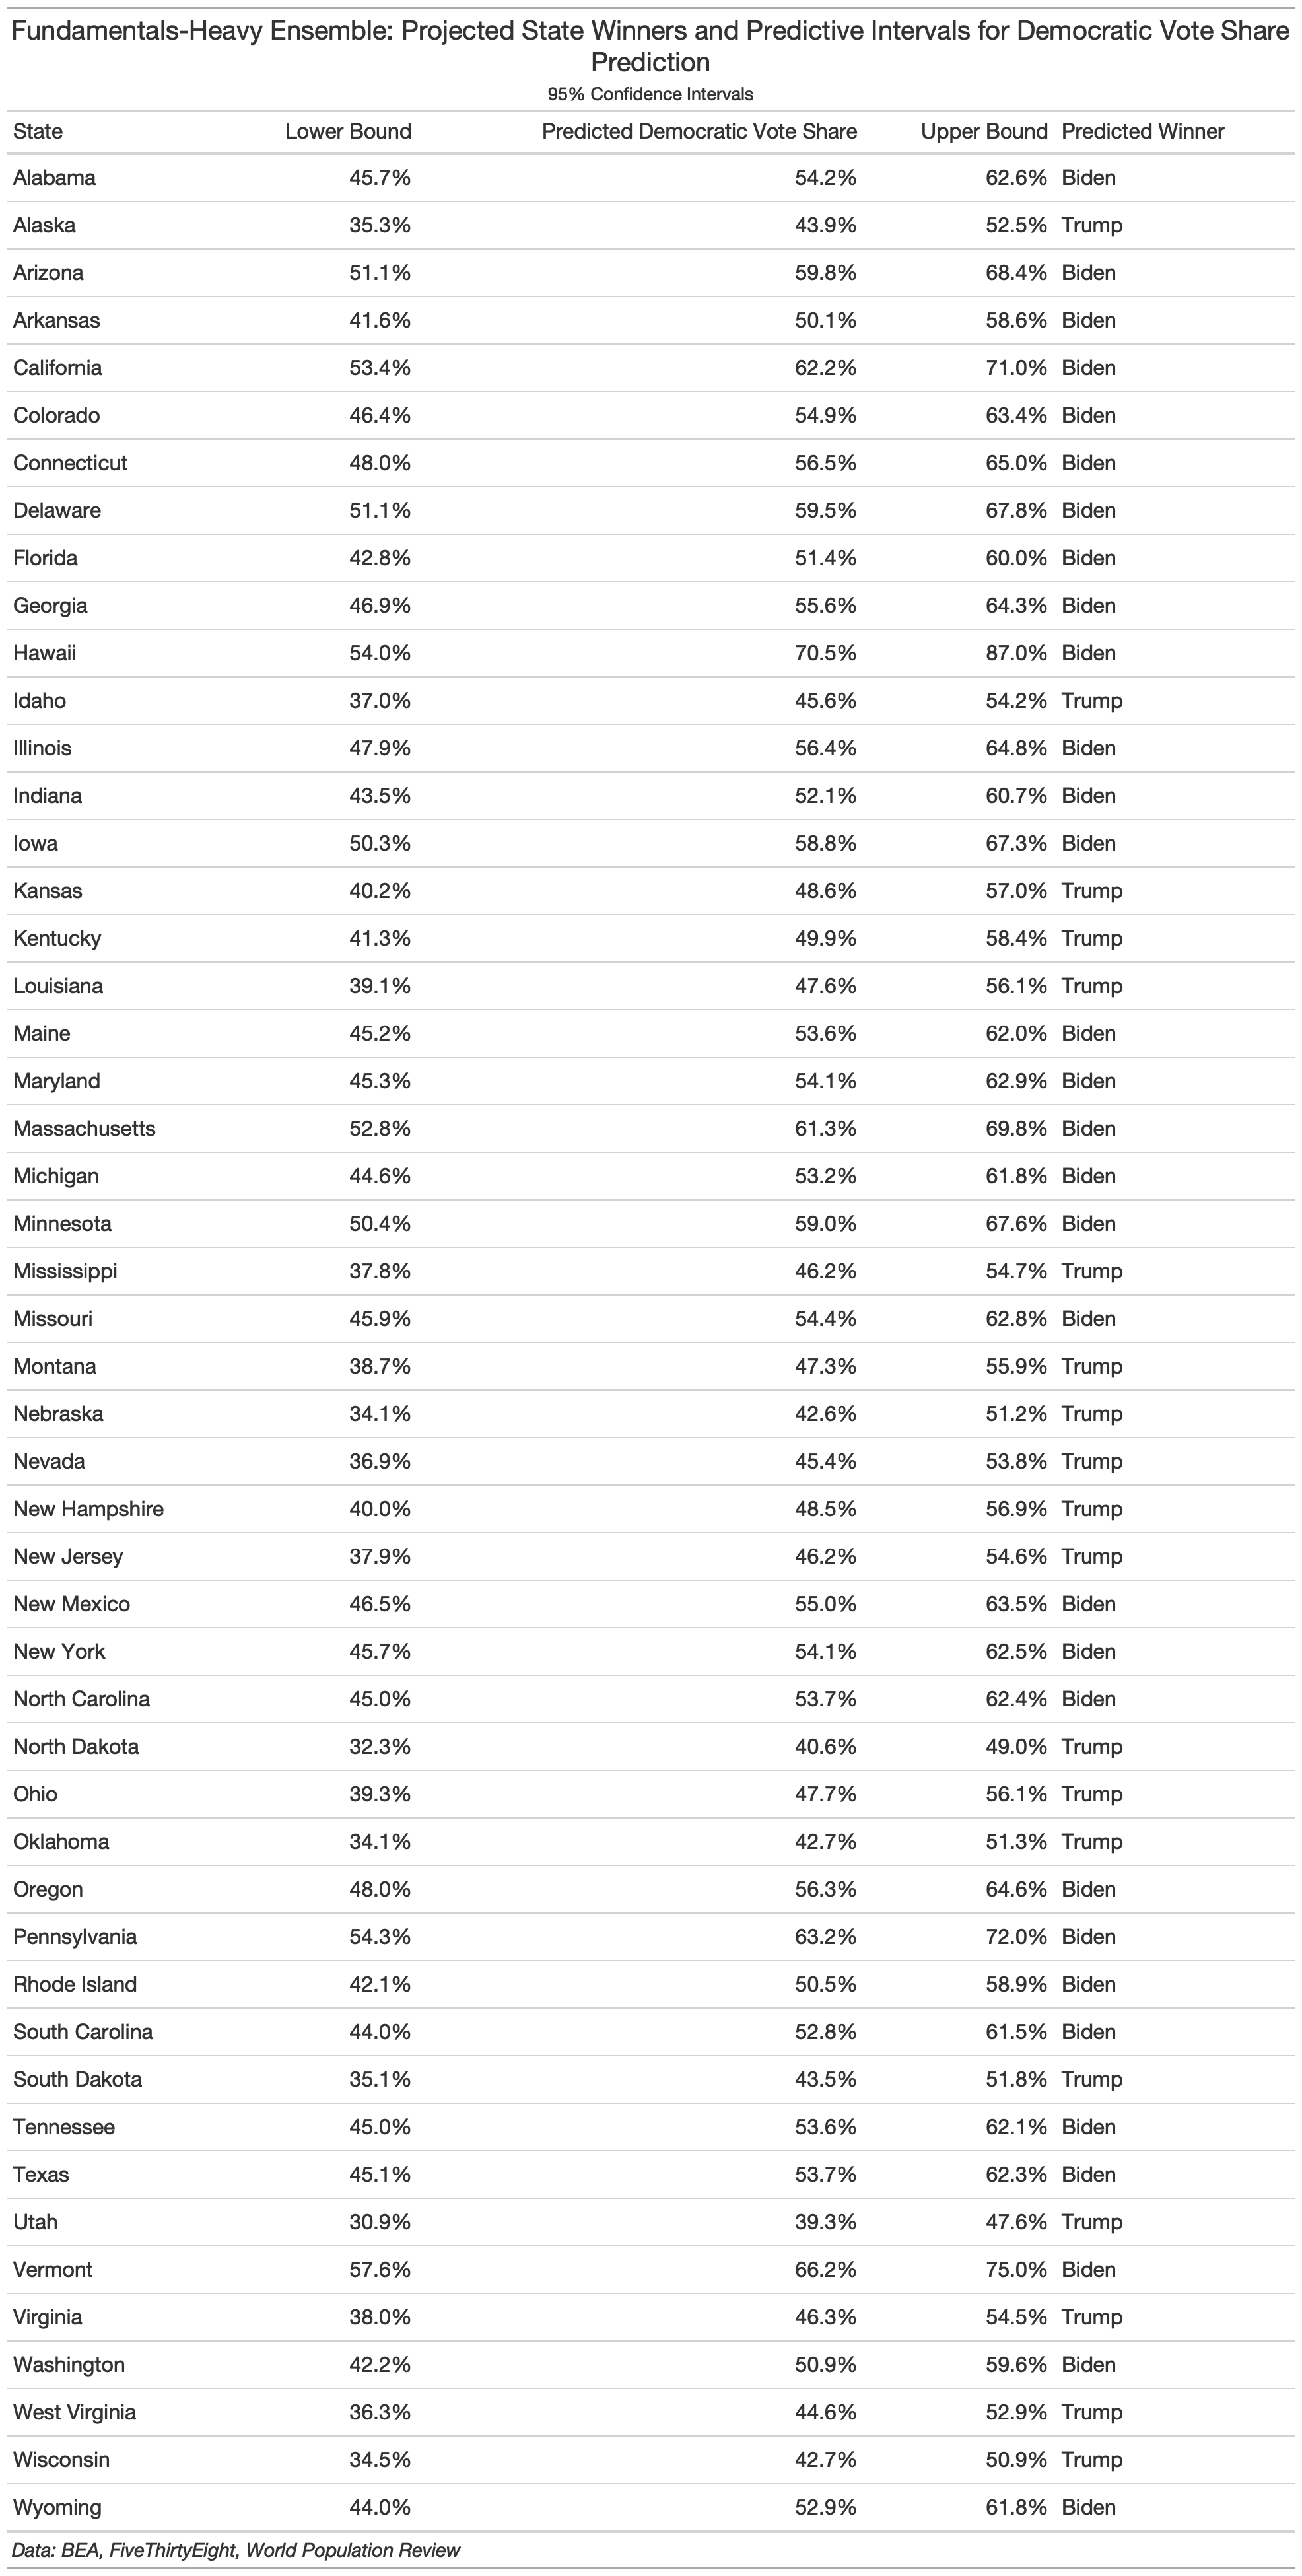 Fundamentals-Heavy Ensemble: Projected State Winners and Predictive Intervals for Democratic Vote Share
Prediction
95% Confidence Intervals
State Lower Bound Predicted Democratic Vote Share Upper Bound Predicted Winner
Alabama 45.7% 54.2% 62.6% Biden
Alaska 35.3% 43.9% 52.5% Trump
Arizona 51.1% 59.8% 68.4% Biden
Arkansas 41.6% 50.1% 58.6% Biden
California 53.4% 62.2% 71.0% Biden
Colorado 46.4% 54.9% 63.4% Biden
Connecticut 48.0% 56.5% 65.0% Biden
Delaware 51.1% 59.5% 67.8% Biden
Florida 42.8% 51.4% 60.0% Biden
Georgia 46.9% 55.6% 64.3% Biden
Hawaii 54.0% 70.5% 87.0% Biden
Idaho 37.0% 45.6% 54.2% Trump
Illinois 47.9% 56.4% 64.8% Biden
Indiana 43.5% 52.1% 60.7% Biden
Iowa 50.3% 58.8% 67.3% Biden
Kansas 40.2% 48.6% 57.0% Trump
Kentucky 41.3% 49.9% 58.4% Trump
Louisiana 39.1% 47.6% 56.1% Trump
Maine 45.2% 53.6% 62.0% Biden
Maryland 45.3% 54.1% 62.9% Biden
Massachusetts 52.8% 61.3% 69.8% Biden
Michigan 44.6% 53.2% 61.8% Biden
Minnesota 50.4% 59.0% 67.6% Biden
Mississippi 37.8% 46.2% 54.7% Trump
Missouri 45.9% 54.4% 62.8% Biden
Montana 38.7% 47.3% 55.9% Trump
Nebraska 34.1% 42.6% 51.2% Trump
Nevada 36.9% 45.4% 53.8% Trump
New Hampshire 40.0% 48.5% 56.9% Trump
New Jersey 37.9% 46.2% 54.6% Trump
New Mexico 46.5% 55.0% 63.5% Biden
New York 45.7% 54.1% 62.5% Biden
North Carolina 45.0% 53.7% 62.4% Biden
North Dakota 32.3% 40.6% 49.0% Trump
Ohio 39.3% 47.7% 56.1% Trump
Oklahoma 34.1% 42.7% 51.3% Trump
Oregon 48.0% 56.3% 64.6% Biden
Pennsylvania 54.3% 63.2% 72.0% Biden
Rhode Island 42.1% 50.5% 58.9% Biden
South Carolina 44.0% 52.8% 61.5% Biden
South Dakota 35.1% 43.5% 51.8% Trump
Tennessee 45.0% 53.6% 62.1% Biden
Texas 45.1% 53.7% 62.3% Biden
Utah 30.9% 39.3% 47.6% Trump
Vermont 57.6% 66.2% 75.0% Biden
Virginia 38.0% 46.3% 54.5% Trump
Washington 42.2% 50.9% 59.6% Biden
West Virginia 36.3% 44.6% 52.9% Trump
Wisconsin 34.5% 42.7% 50.9% Trump
Wyoming 44.0% 52.9% 61.8% Biden
Data: BEA, FiveThirtyEight, World Population Review